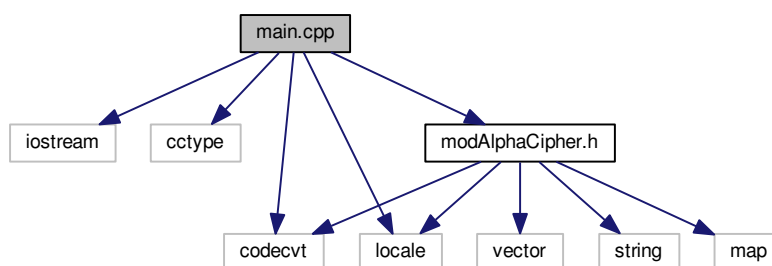 main.cpp
iostream
cctype
modAlphaCipher.h
codecvt
locale
vector
string
map